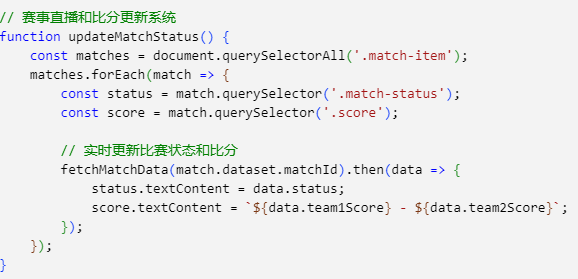 // 赛事直播和比分更新系统
function updateMatchStatus() {
    const matches = document.querySelectorAll('.match-item');
    matches.forEach(match => {
        const status = match.querySelector('.match-status');
        const score = match.querySelector('.score');

        // 实时更新比赛状态和比分
        fetchMatchData(match.dataset.matchId).then(data => {
            status.textContent = data.status;
            score.textContent = `${data.team1Score} - ${data.team2Score}`;
        });
    });
}